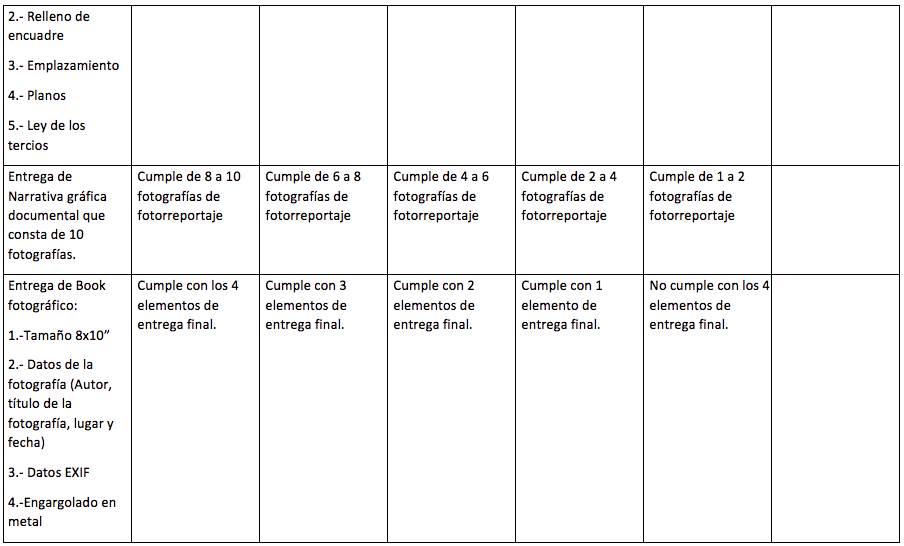 2.- Relleno de
encuadre
3.- Emplazamiento
4.- Planos
5.- Ley de los
tercios
Entrega de
Narrativa gráfica
documental que
consta de 10
fotografías.
Cumple de 8 a 10
fotografías de
fotorreportaje
Cumple de 6 a 8
fotografías de
fotorreportaje
Cumple de 4 a 6
fotografías de
fotorreportaje
Cumple de 2 a 4
fotografías de
fotorreportaje
Cumple de 1 a 2
fotografías de
fotorreportaje
Entrega de Book
fotográfico:
1.-Tamaño 8x10”
2.- Datos de la
fotografía (Autor,
título de la
fotografía, lugar y
fecha)
3.- Datos EXIF
4.-Engargolado en
metal
Cumple con los 4
elementos de
entrega final.
Cumple con 3
elementos de
entrega final.
Cumple con 2
elementos de
entrega final.
Cumple con 1
elemento de
entrega final.
No cumple con los 4
elementos de
entrega final.